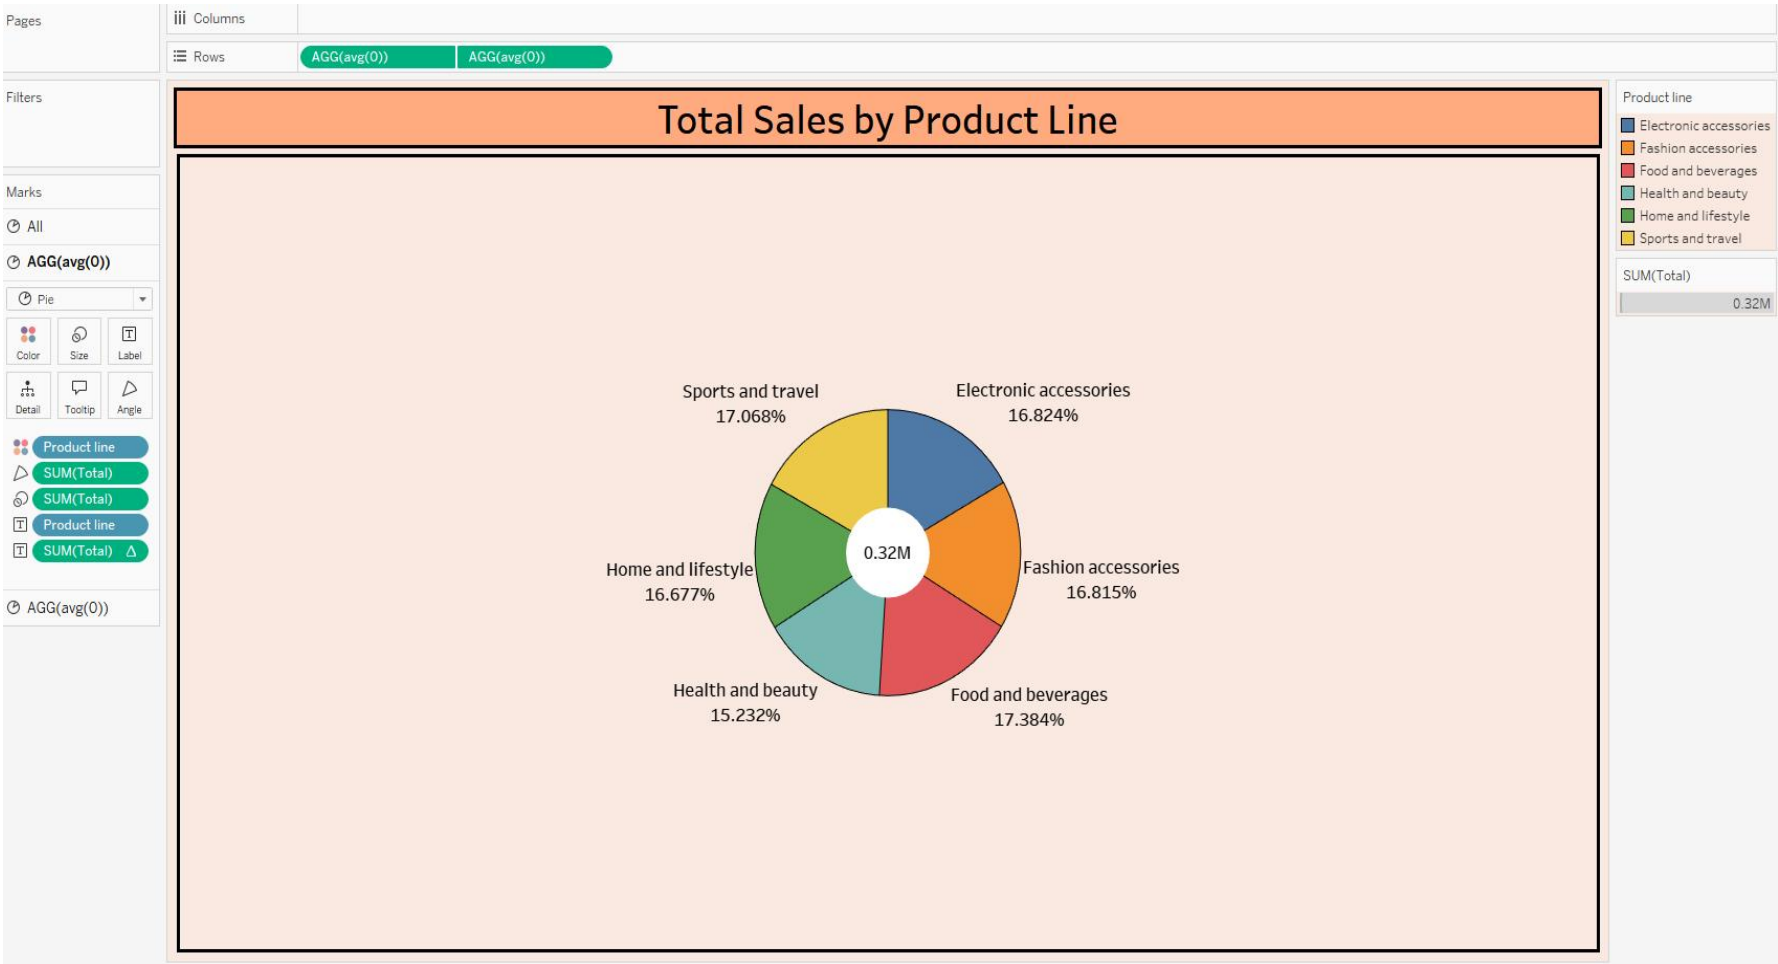 Pages
Columns
Rows
AGG(avg(0))
AGG(avg(0))
Filters
Marks
All
AGG(avg(0))
Pie
Color
Size
Label
Detail
Tooltip
Angle
Product line
SUM(Total)
SUM(Total)
Product line
SUM(Total)
AGG(avg(0))
Total Sales by Product Line
Sports and travel
17.068%
Electronic accessories
16.824%
0.32M
Home and lifestyle
16.677%
Fashion accessories
16.815%
Health and beauty
15.232%
Food and beverages
17.384%
Product line
Electronic accessories
Fashion accessories
Food and beverages
Health and beauty
Home and lifestyle
Sports and travel
SUM(Total)
0.32M